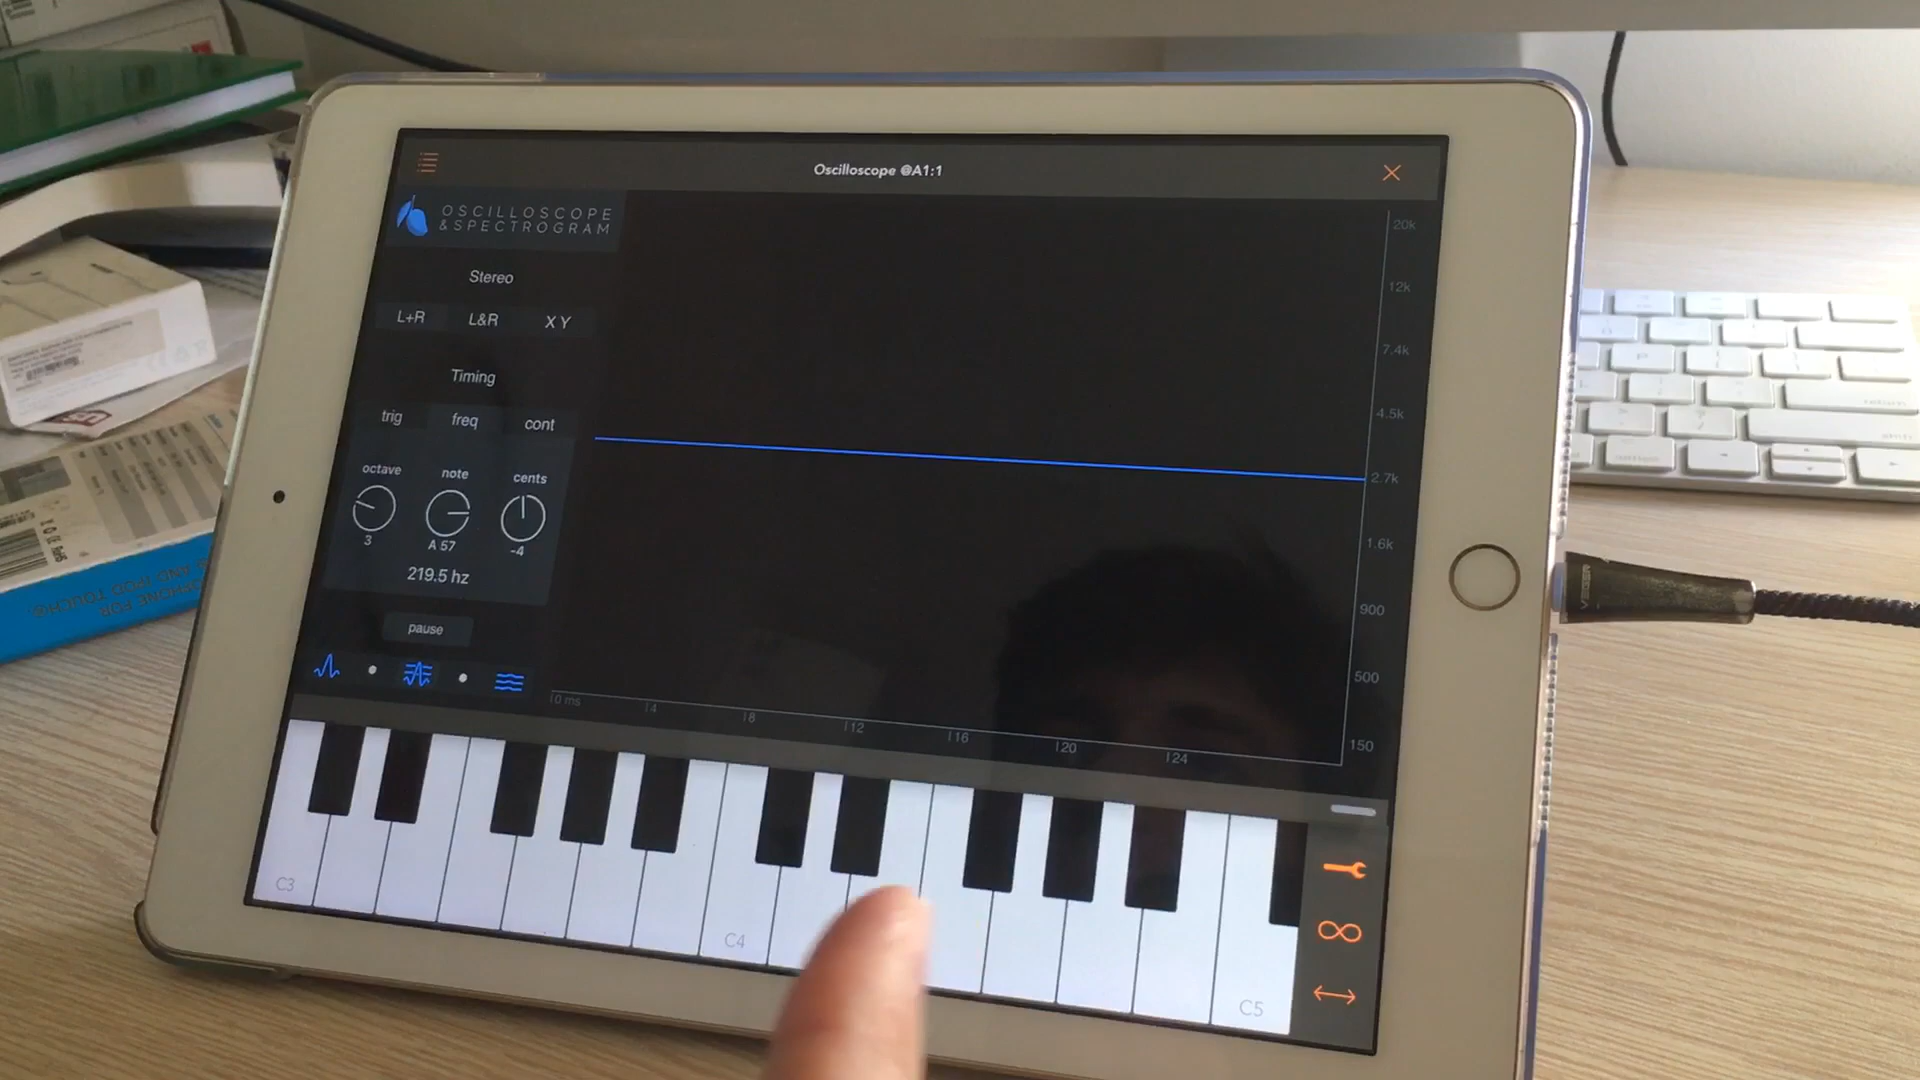 Oscilloscope @A1:1
OSCILLOSCOPE
& SPECTROGRAM
Stereo
L+R L&R X Y
Timing
trig freq cont
octave note cents
3 A 57 -4
219.5 hz
pause
20k
12k
7.4k
4.5k
2.7k
1.6k
900
500
150
0 ms 4 8 12 16 20 24
C3 C4 C5
VEGER